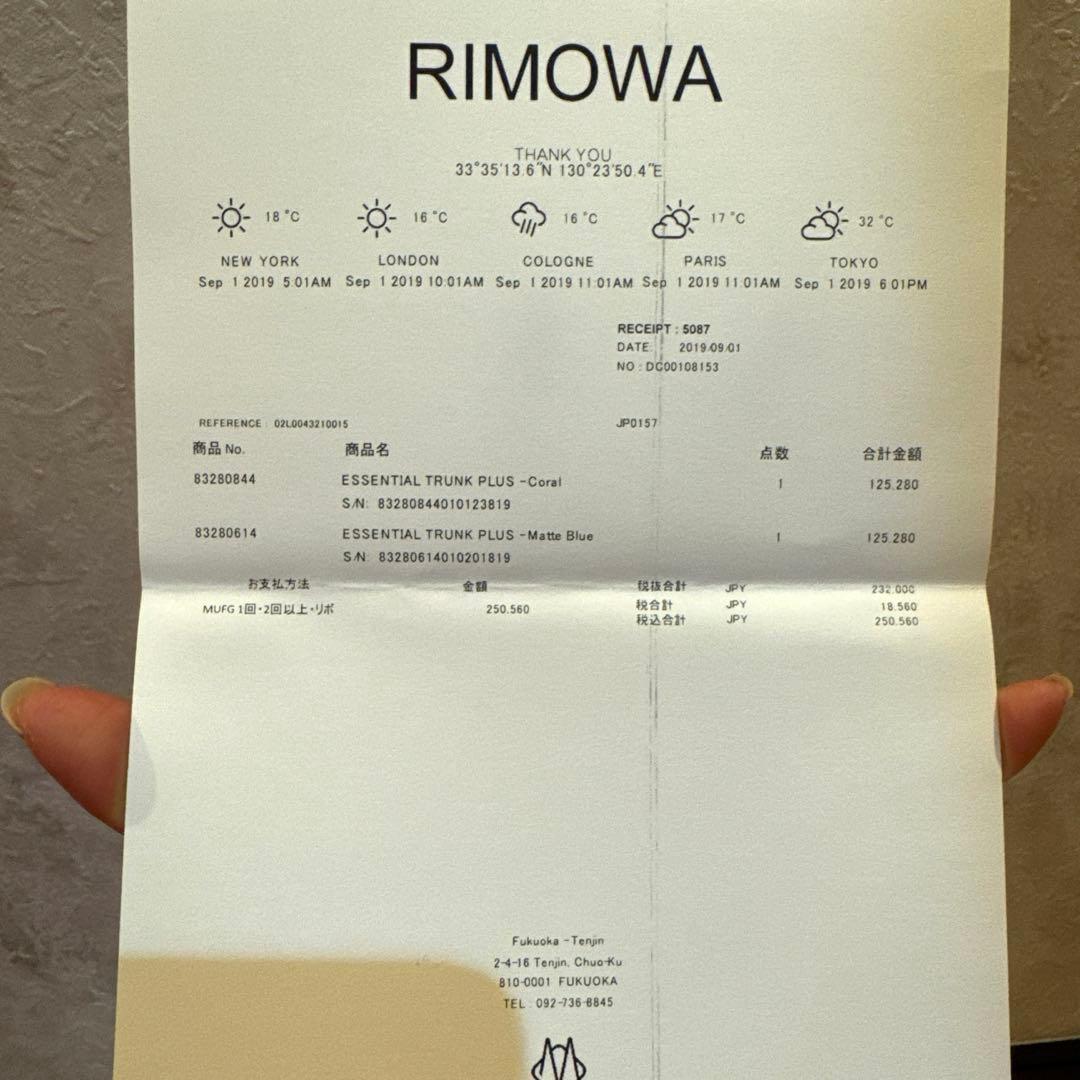 RIMOWA
THANK YOU
33°35'13.6"N 130°23'50.4"E
18 °C 16 °C 16 °C 17 °C 32 °C
NEW YORK LONDON COLOGNE PARIS TOKYO
Sep 1 2019 5:01AM Sep 1 2019 10:01AM Sep 1 2019 11:01AM Sep 1 2019 11:01AM Sep 1 2019 6:01PM
RECEIPT : 5087
DATE: 2019.09.01
NO : DC00108153
REFERENCE : 02L0043210015 JP0157
商品 No. 商品名 点数 合計金額
83280844 ESSENTIAL TRUNK PLUS -Coral 1 125.280
S/N: 83280844010123819
83280614 ESSENTIAL TRUNK PLUS -Matte Blue 1 125.280
S/N: 83280614010201819
お支払方法 金額 税抜合計 JPY 232.000
MUFG 1回・2回以上・リボ 250.560 税合計 JPY 18.560
税込合計 JPY 250.560
Fukuoka -Tenjin
2-4-16 Tenjin, Chuo-Ku
810-0001 FUKUOKA
TEL : 092-736-8845